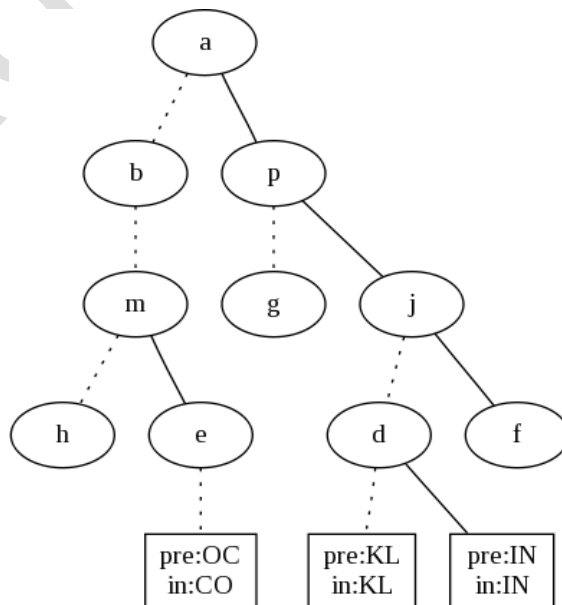 a
b p
m g j
h e d f
pre:OC pre:KL pre:IN
in:CO in:KL in:IN